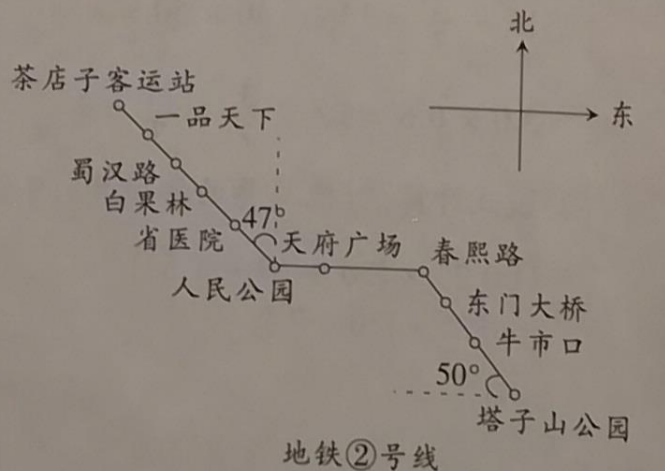 北
东
茶店子客运站
一品天下
蜀汉路
白果林
省医院
47°
天府广场
人民公园
春熙路
东门大桥
牛市口
50°
塔子山公园
地铁②号线